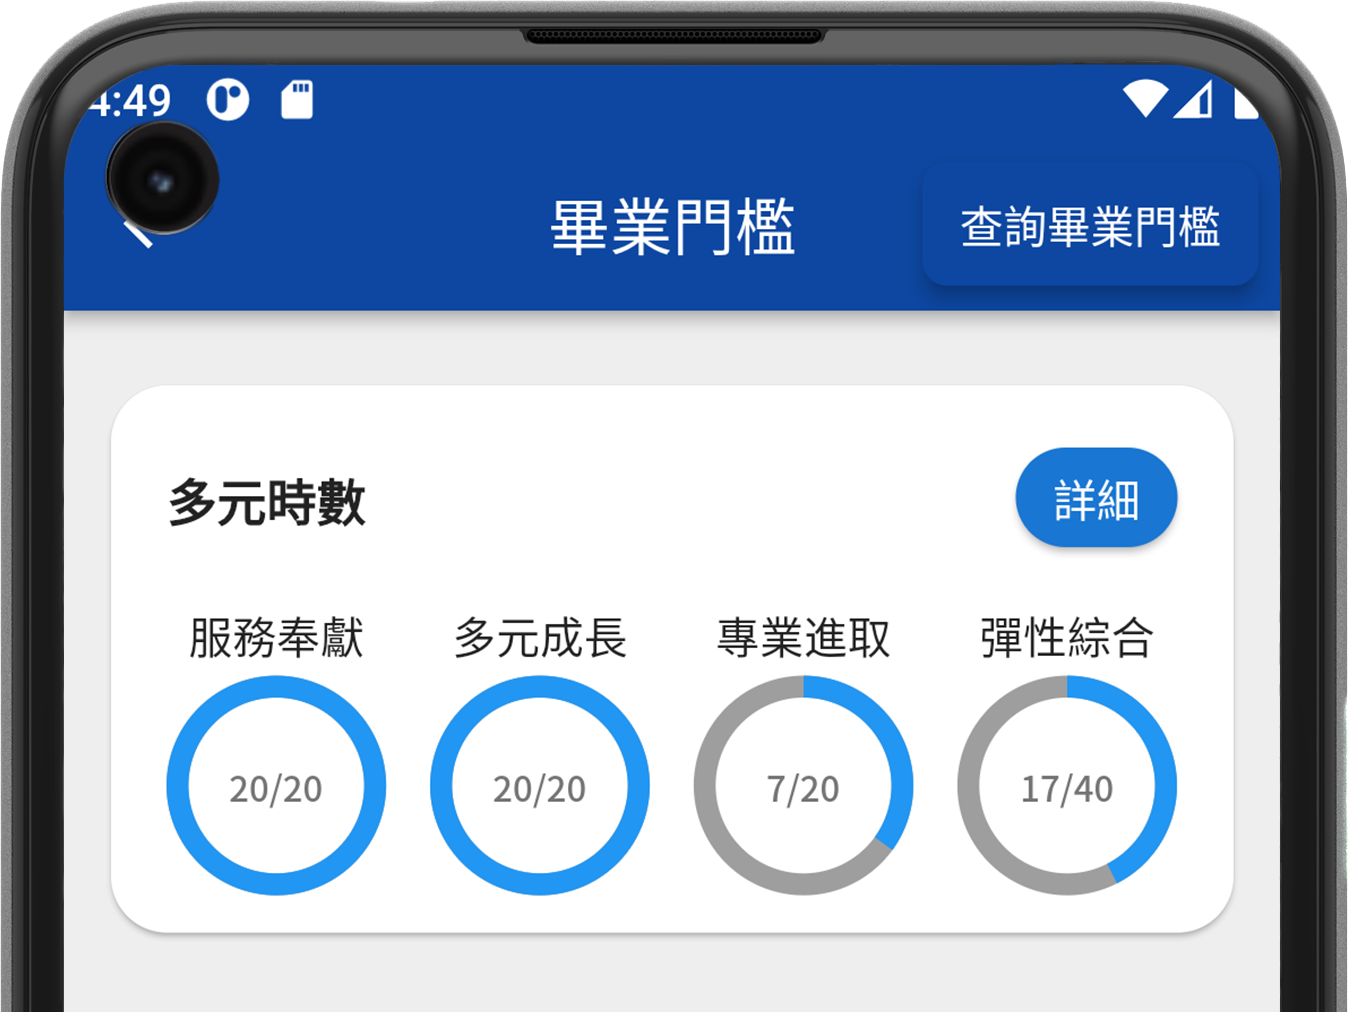 4:49
畢業門檻
查詢畢業門檻
多元時數
詳細
服務奉獻 多元成長 專業進取 彈性綜合
20/20 20/20 7/20 17/40